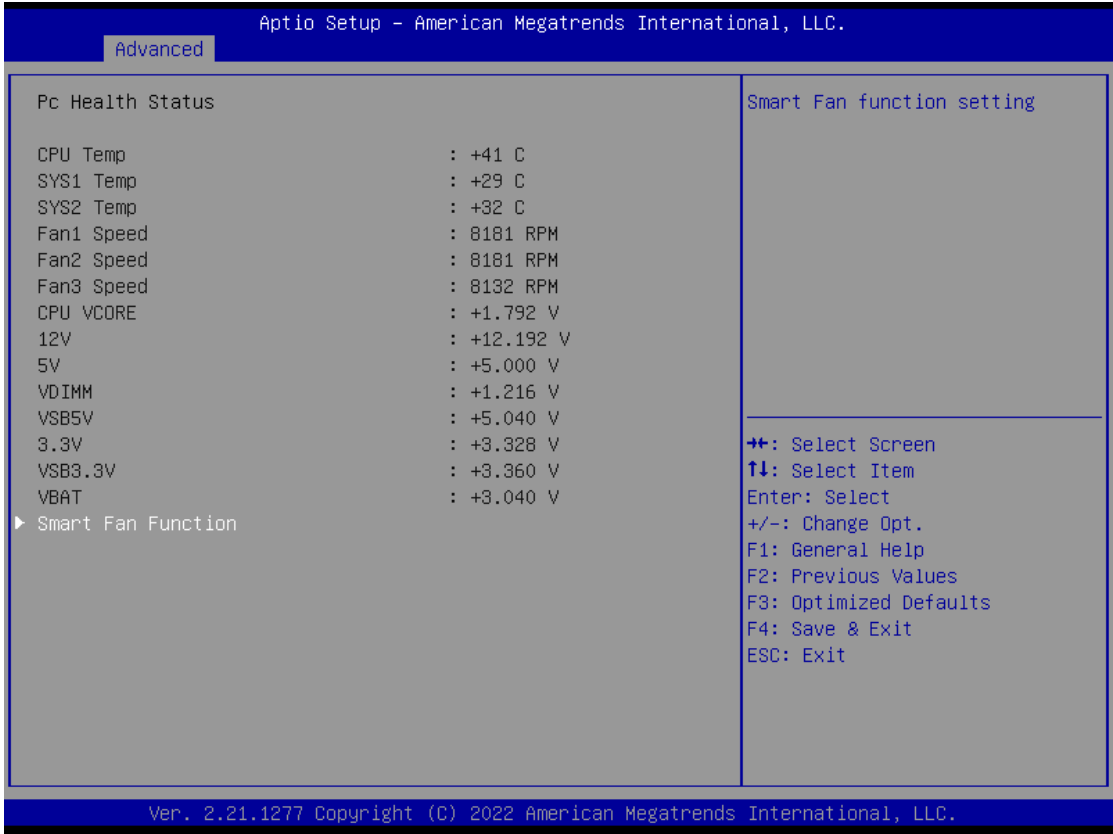 Aptio Setup – American Megatrends International, LLC.
Advanced
Pc Health Status
Smart Fan function setting
CPU Temp : +41 C
SYS1 Temp : +29 C
SYS2 Temp : +32 C
Fan1 Speed : 8181 RPM
Fan2 Speed : 8181 RPM
Fan3 Speed : 8132 RPM
CPU VCORE : +1.792 V
12V : +12.192 V
5V : +5.000 V
VDIMM : +1.216 V
VSB5V : +5.040 V
3.3V : +3.328 V
VSB3.3V : +3.360 V
VBAT : +3.040 V
▶ Smart Fan Function
→←: Select Screen
↑↓: Select Item
Enter: Select
+/-: Change Opt.
F1: General Help
F2: Previous Values
F3: Optimized Defaults
F4: Save & Exit
ESC: Exit
Ver. 2.21.1277 Copyright (C) 2022 American Megatrends International, LLC.